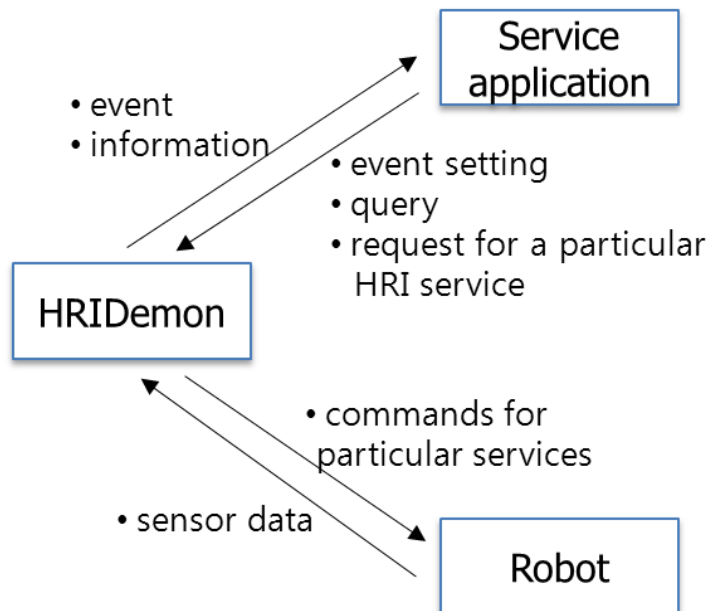 Service
application
• event
• information
• event setting
• query
• request for a particular
HRI service
HRIDemon
• commands for
particular services
• sensor data
Robot